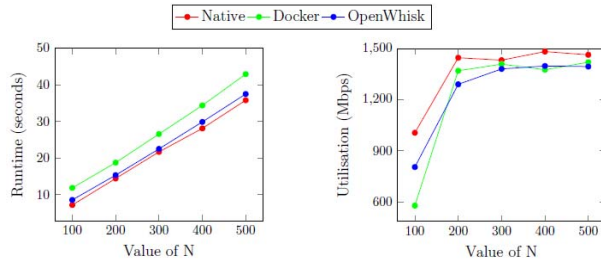 Native Docker OpenWhisk
50
40
30
20
10
Runtime (seconds)
100 200 300 400 500
Value of N
1,500
1,200
900
600
Utilisation (Mbps)
100 200 300 400 500
Value of N